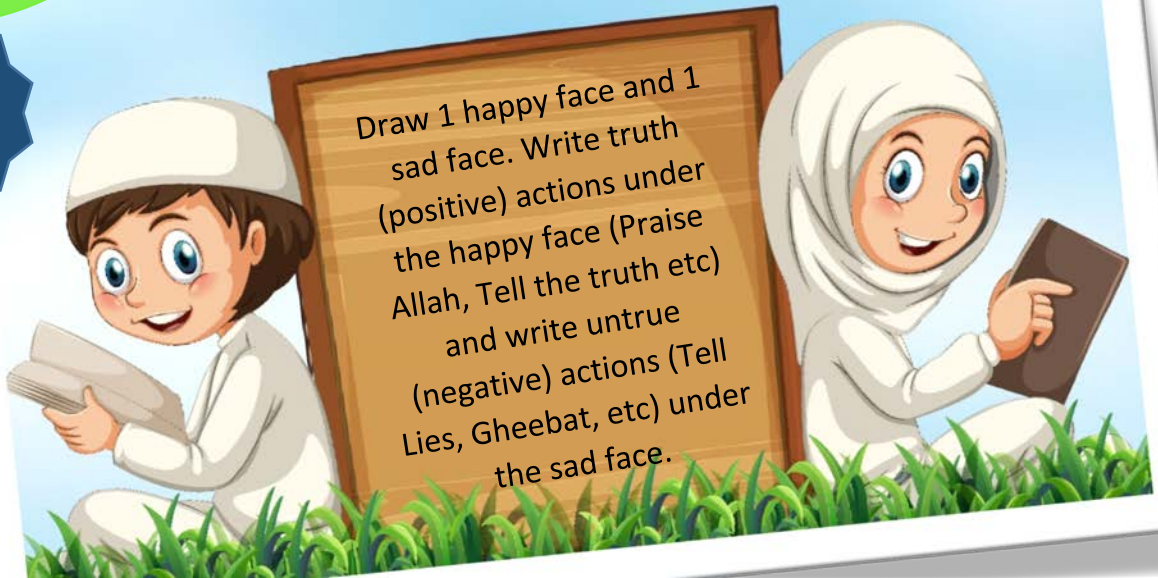 Draw 1 happy face and 1
sad face. Write truth
(positive) actions under
the happy face (Praise
Allah, Tell the truth etc)
and write untrue
(negative) actions (Tell
Lies, Gheebat, etc) under
the sad face.